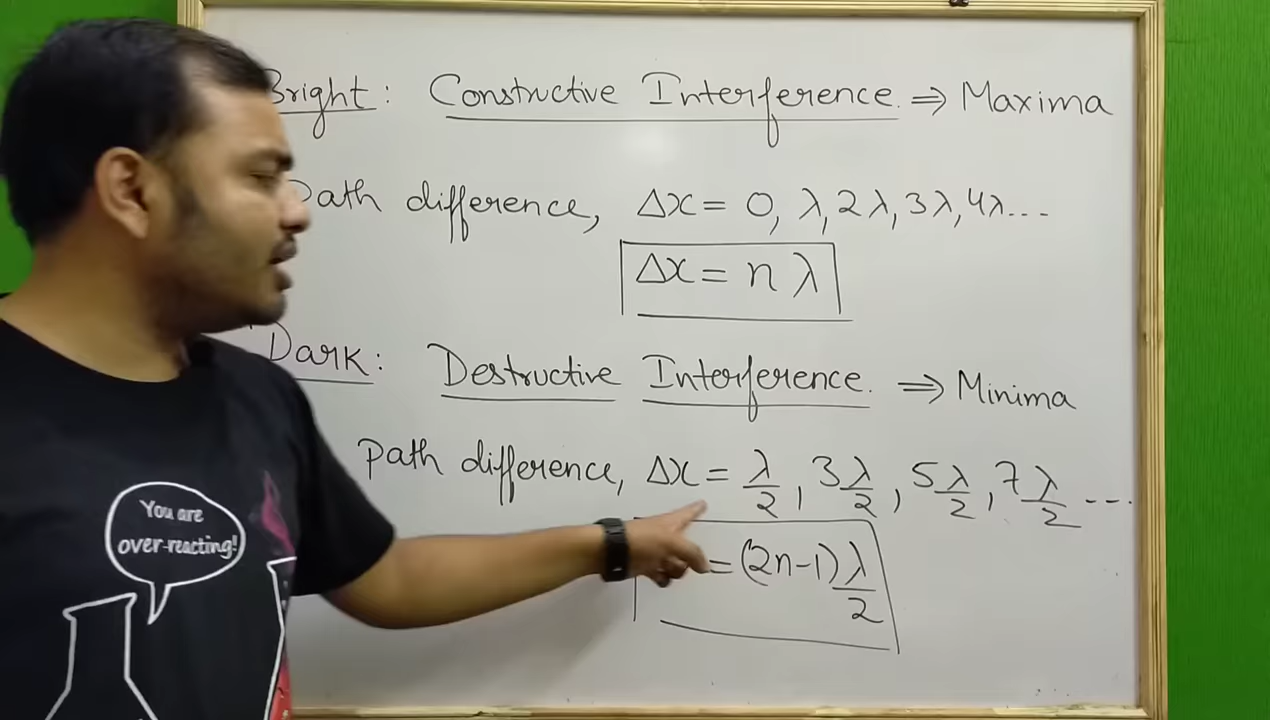 Bright: Constructive Interference. ⇒ Maxima
Path difference, Δx = 0, λ, 2λ, 3λ, 4λ...
Δx = nλ
Dark: Destructive Interference. ⇒ Minima
Path difference, Δx = λ/2, 3λ/2, 5λ/2, 7λ/2 ---
= (2n-1) λ/2
You are
over-reacting!